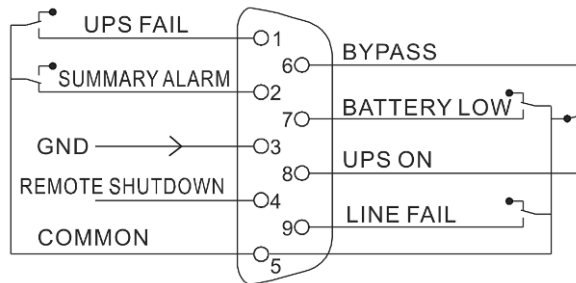 UPS FAIL 1
6 BYPASS
SUMMARY ALARM 2
7 BATTERY LOW
GND 3
8 UPS ON
REMOTE SHUTDOWN 4
9 LINE FAIL
COMMON 5